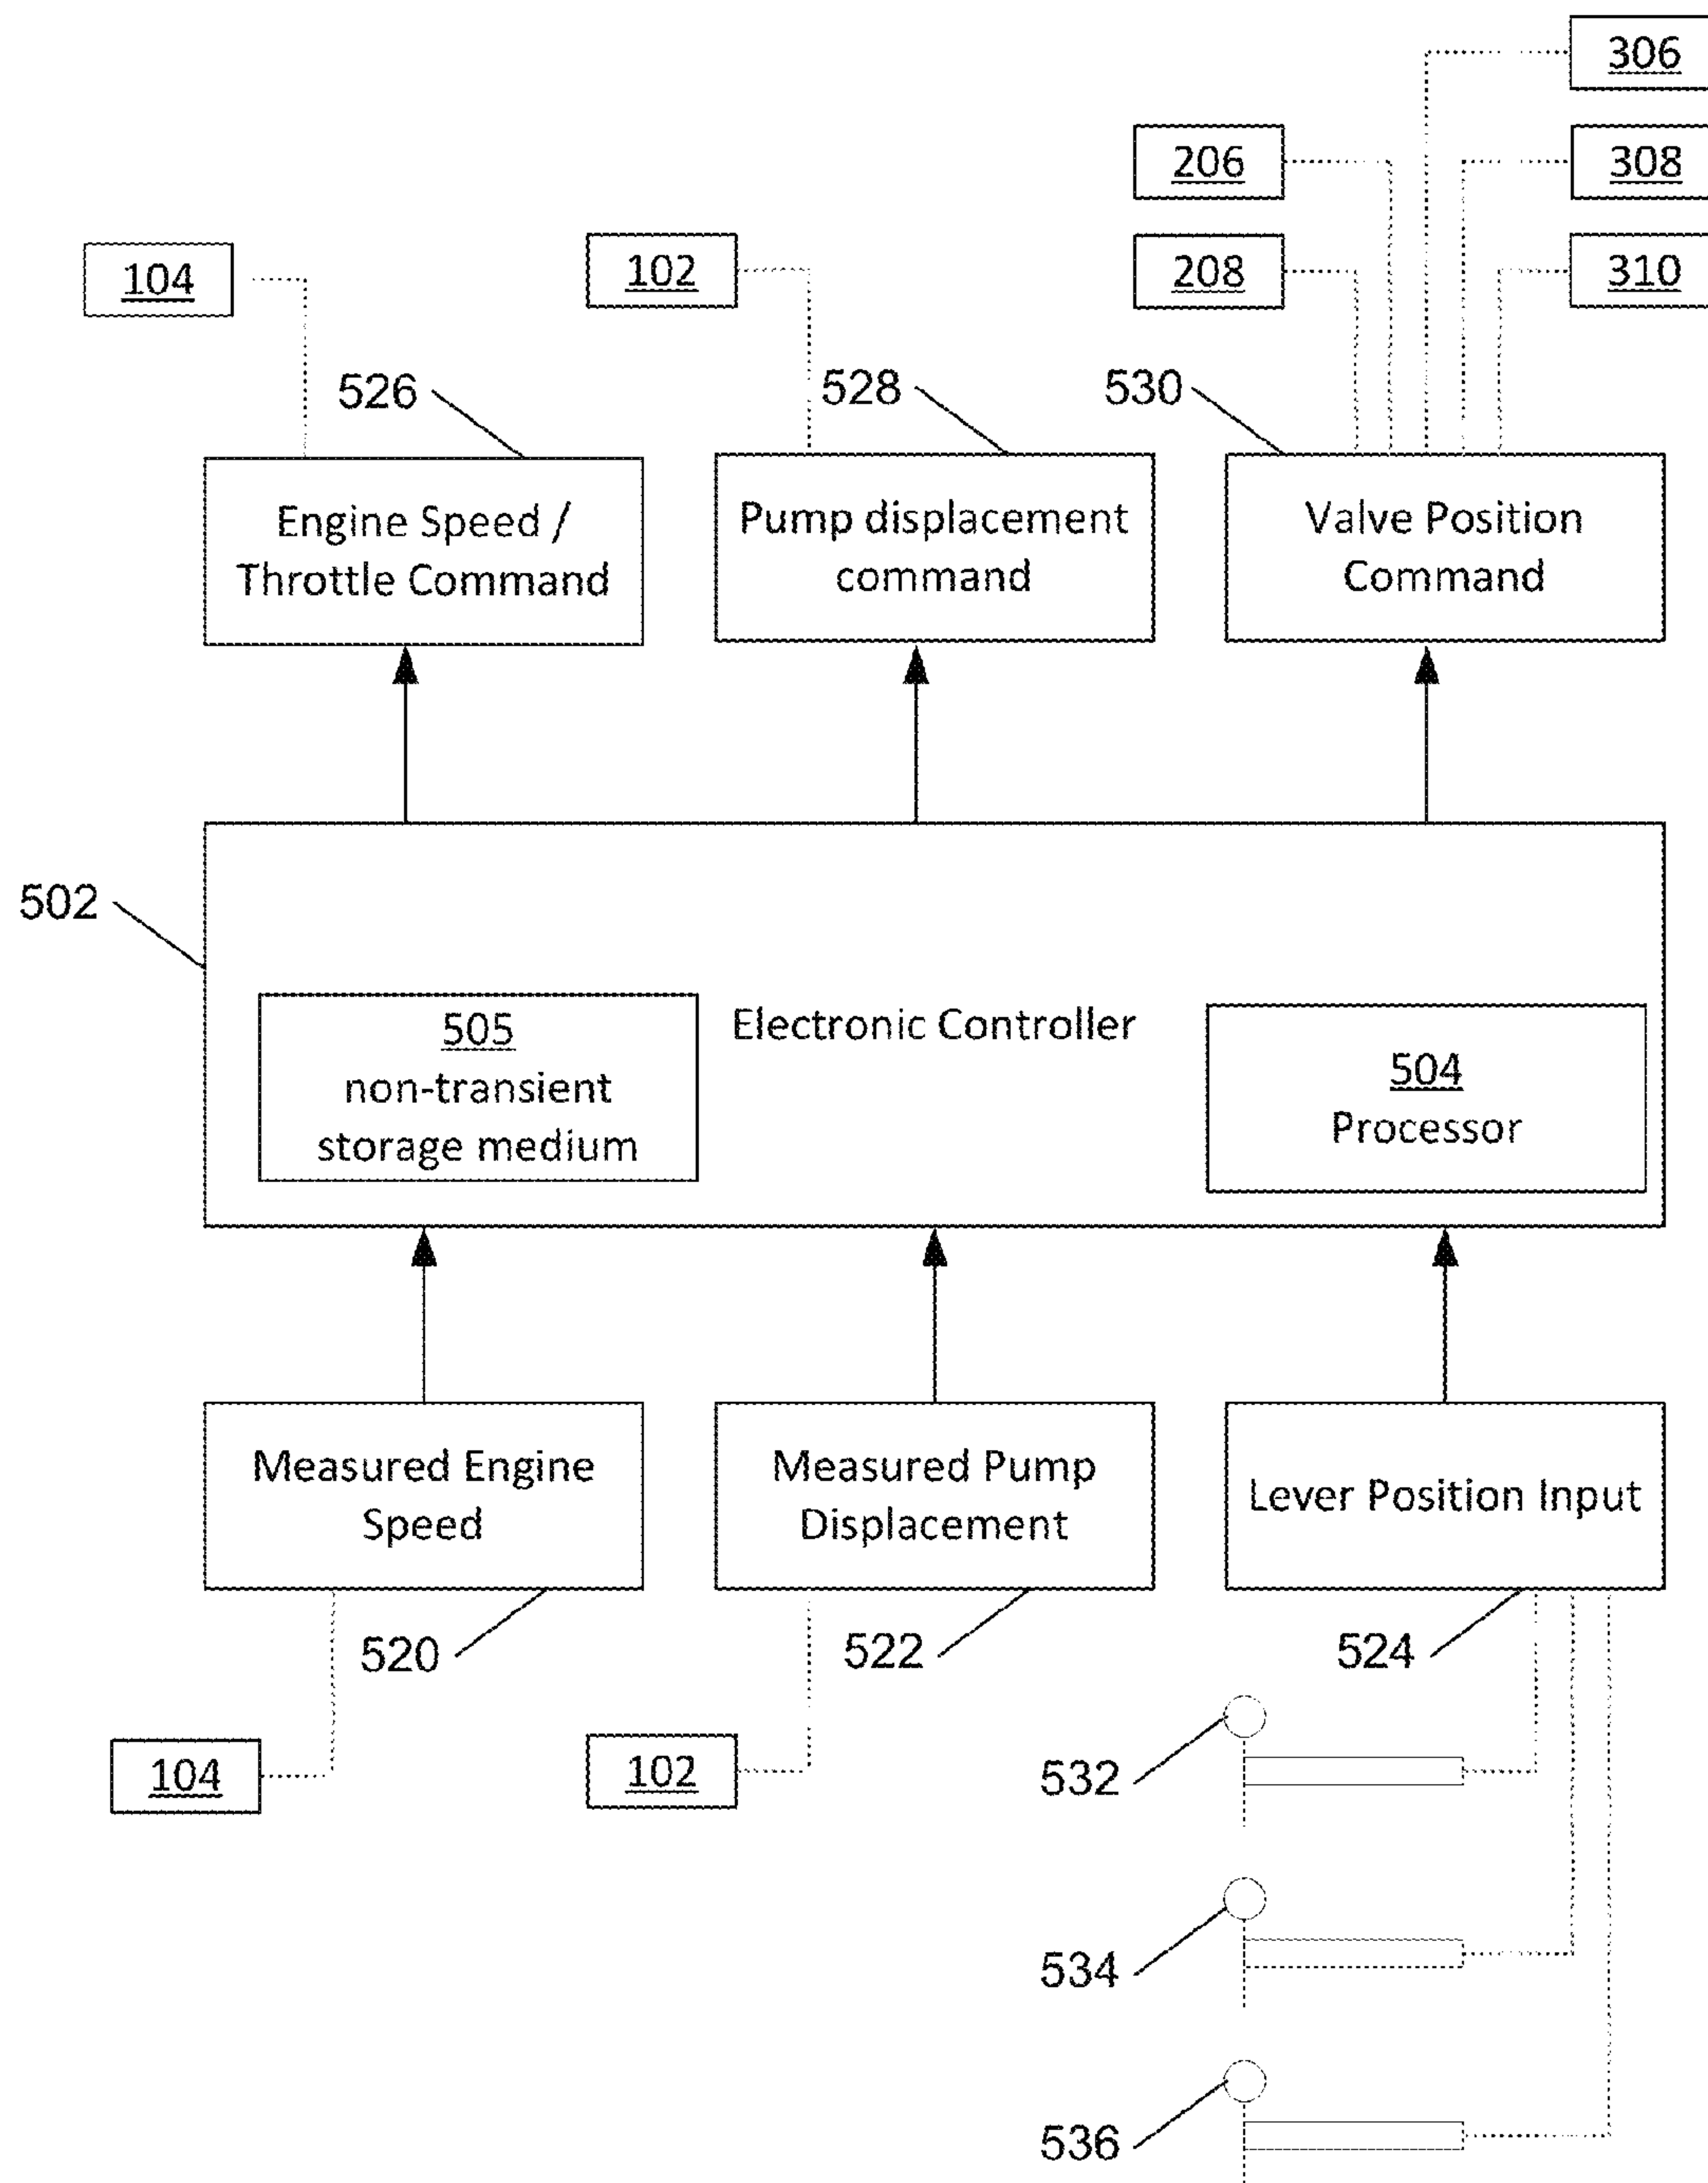 306
206
308
104
102
208
310
526
528
530
Engine Speed /
Throttle Command
Pump displacement
command
Valve Position
Command
502
505
non-transient
storage medium
Electronic Controller
504
Processor
Measured Engine
Speed
Measured Pump
Displacement
Lever Position Input
520
522
524
104
102
532
534
536